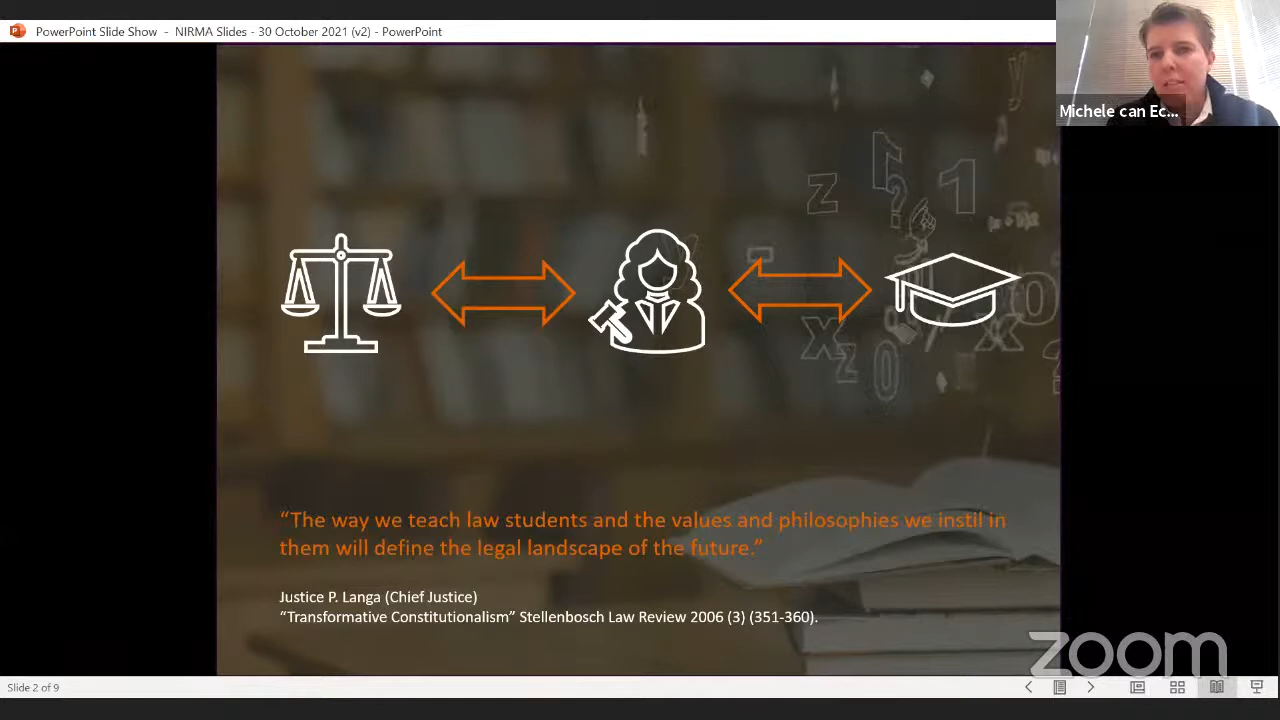 PowerPoint Slide Show - NIRMA Slides - 30 October 2021 (v2) - PowerPoint
Michele can Ec...
“The way we teach law students and the values and philosophies we instil in
them will define the legal landscape of the future.”
Justice P. Langa (Chief Justice)
“Transformative Constitutionalism” Stellenbosch Law Review 2006 (3) (351-360).
zoom
Slide 2 of 9